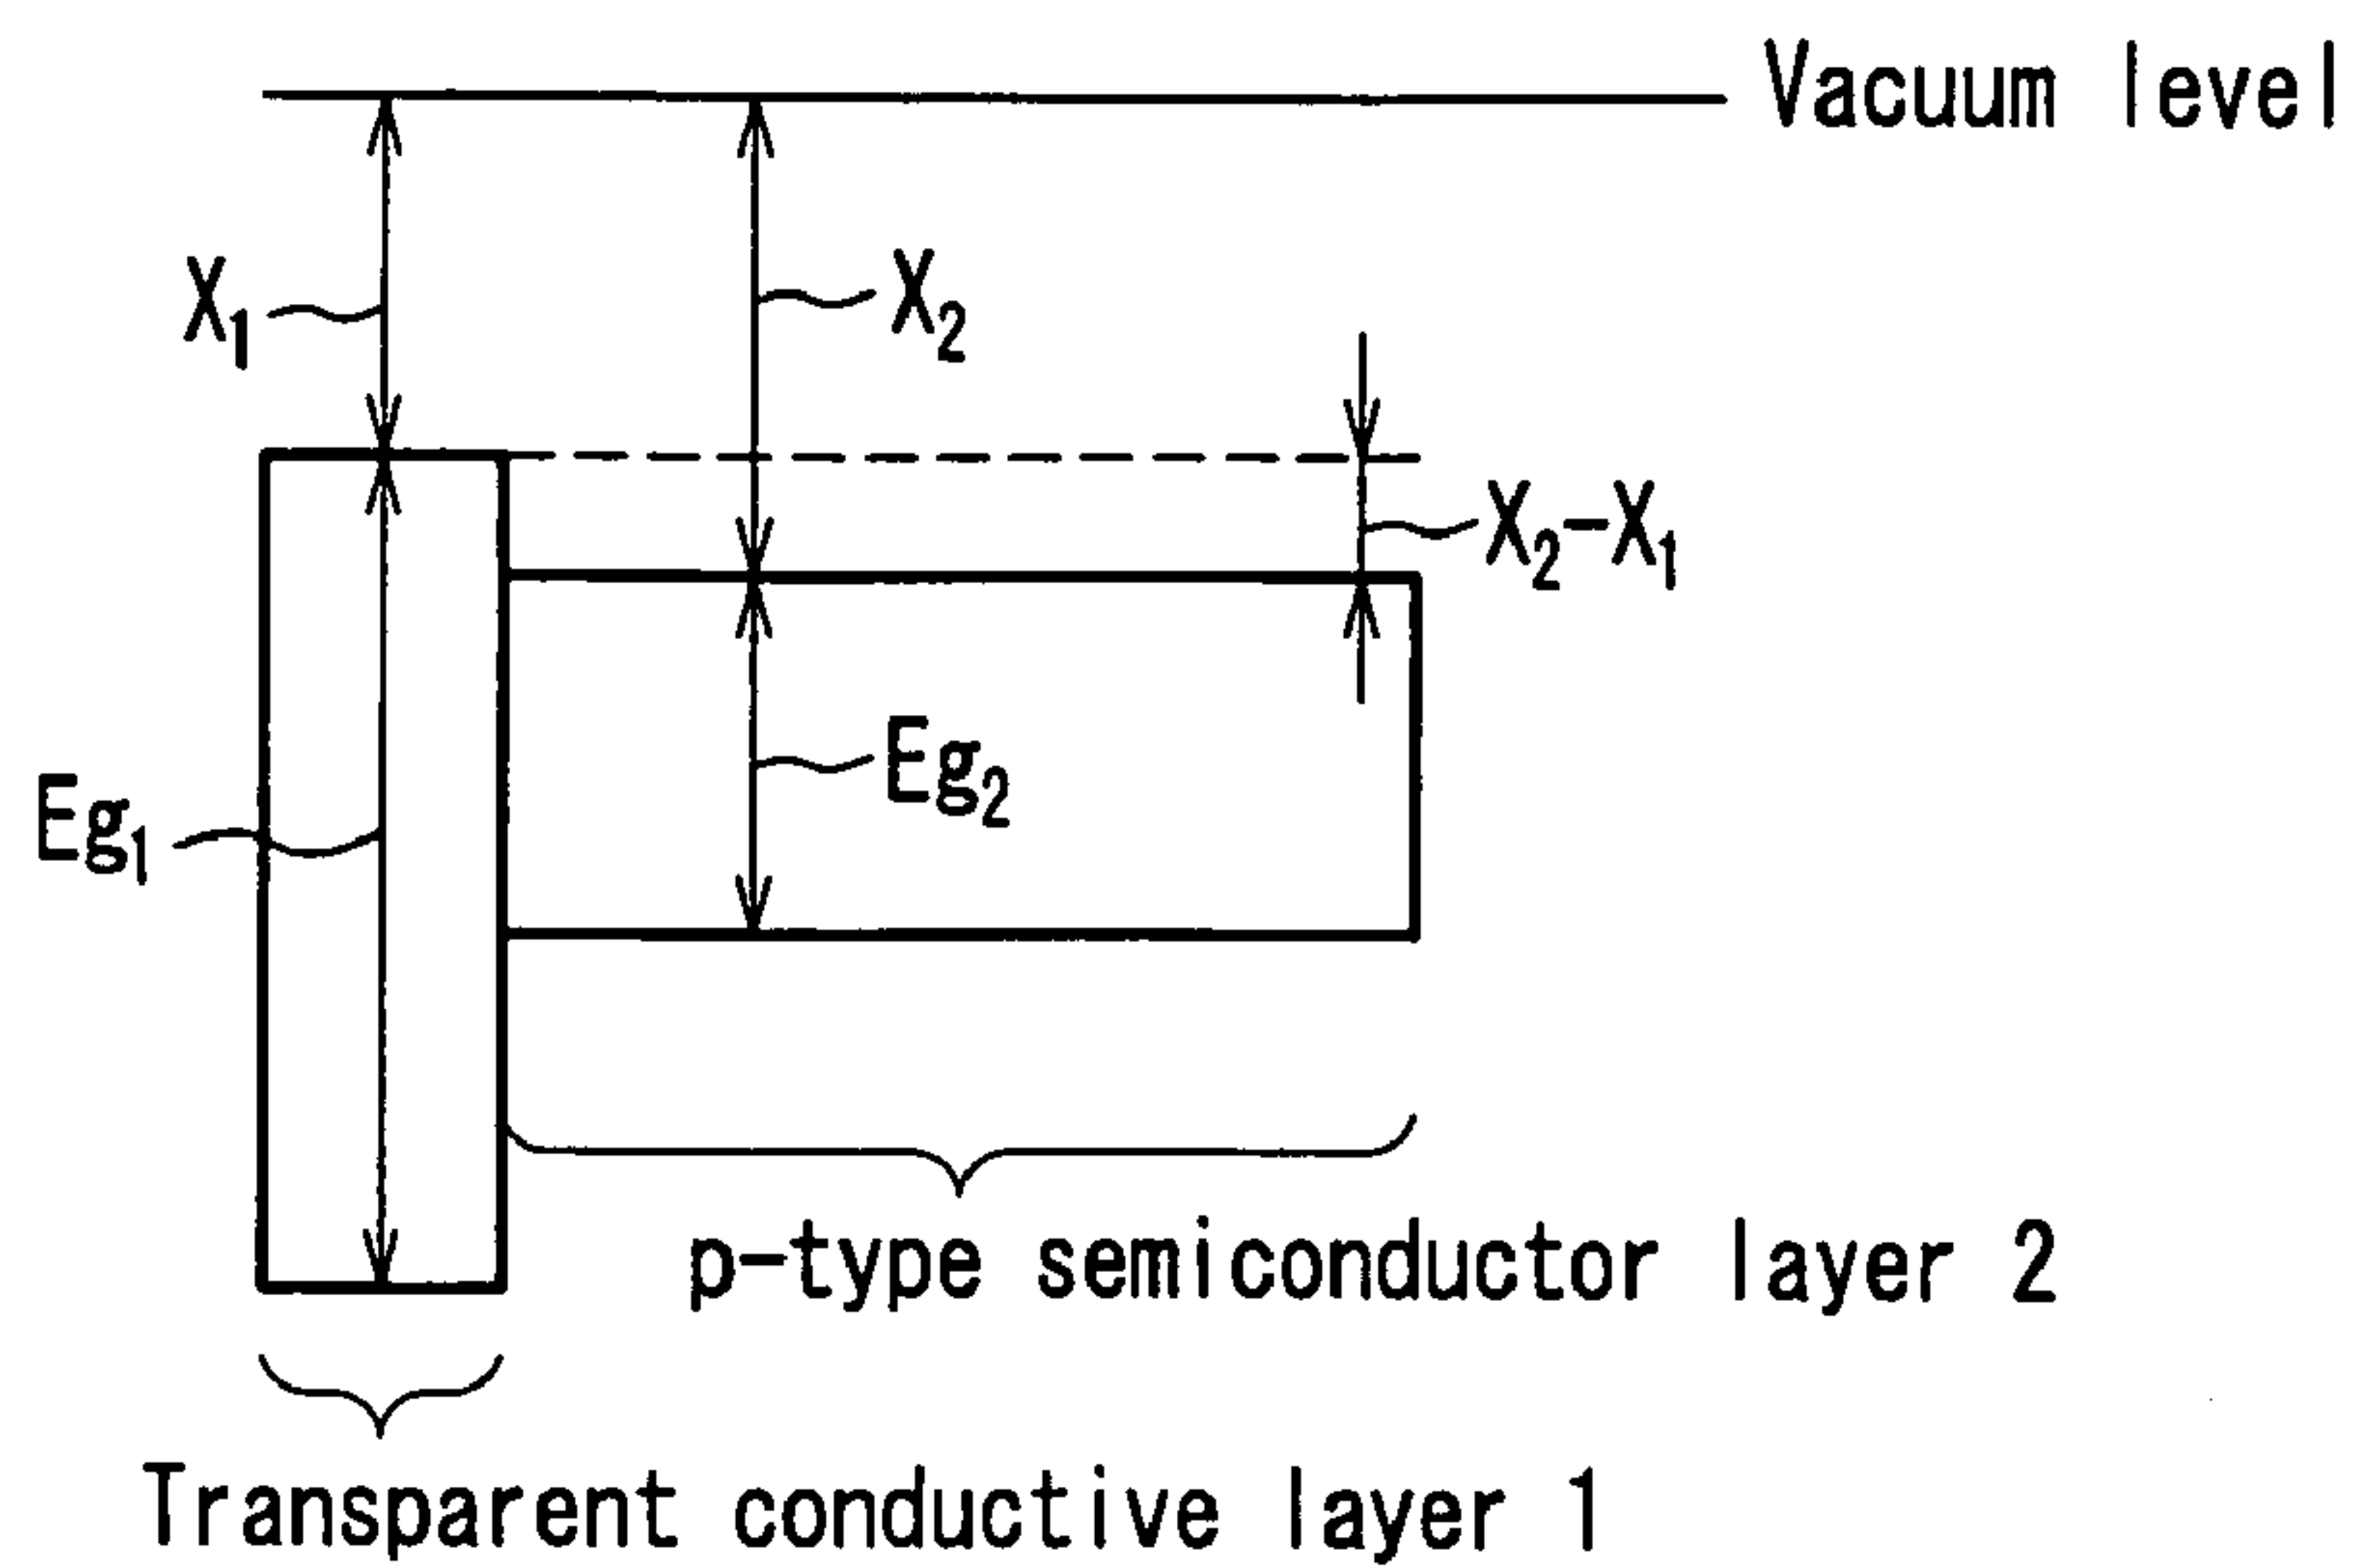 Vacuum level
X1
X2
X2-X1
Eg1
Eg2
p-type semiconductor layer 2
Transparent conductive layer 1